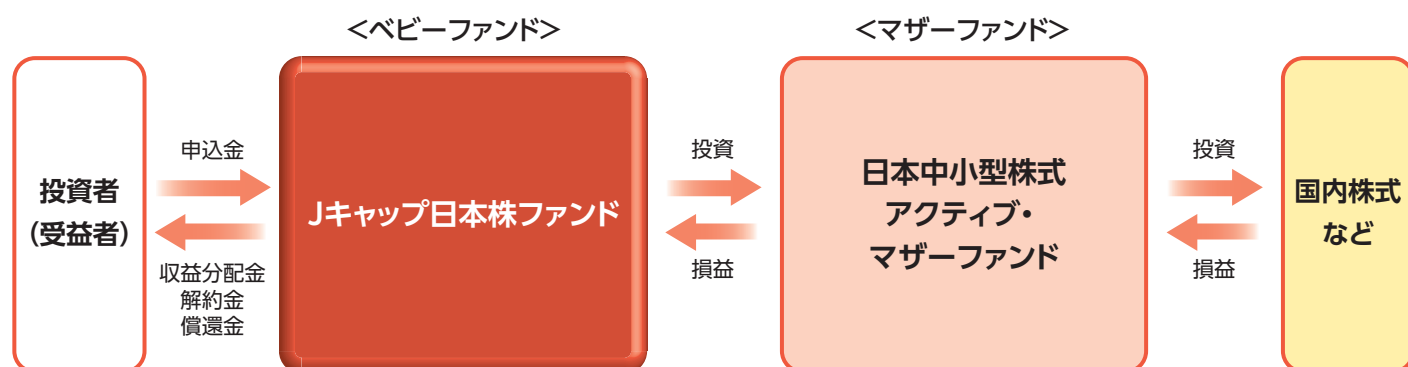 <ベビーファンド>
<マザーファンド>
投資者
(受益者)
申込金
収益分配金
解約金
償還金
Jキャップ日本株ファンド
投資
損益
日本中小型株式
アクティブ・
マザーファンド
投資
損益
国内株式
など